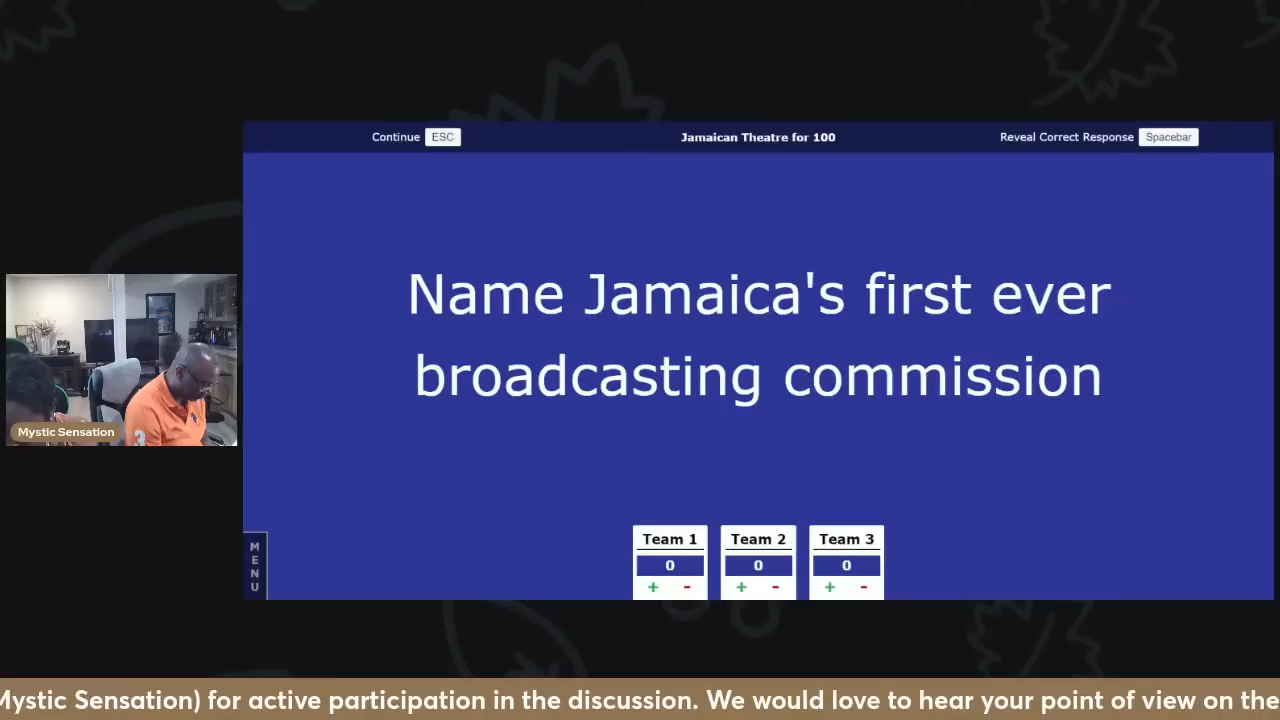 Continue ESC
Jamaican Theatre for 100
Reveal Correct Response Spacebar
Name Jamaica's first ever
broadcasting commission
Mystic Sensation
MENU
Team 1 Team 2 Team 3
0 0 0
+ - + - + -
Mystic Sensation) for active participation in the discussion. We would love to hear your point of view on the